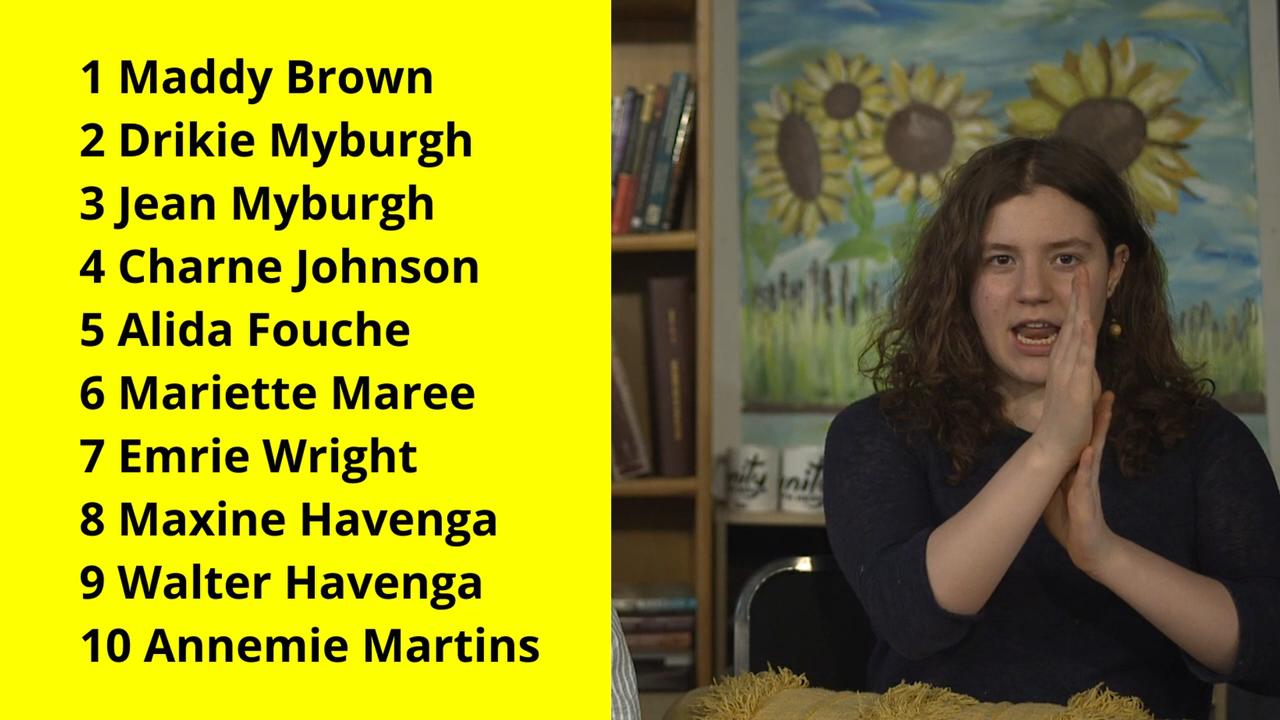 1 Maddy Brown
2 Drikie Myburgh
3 Jean Myburgh
4 Charne Johnson
5 Alida Fouche
6 Mariette Maree
7 Emrie Wright
8 Maxine Havenga
9 Walter Havenga
10 Annemie Martins